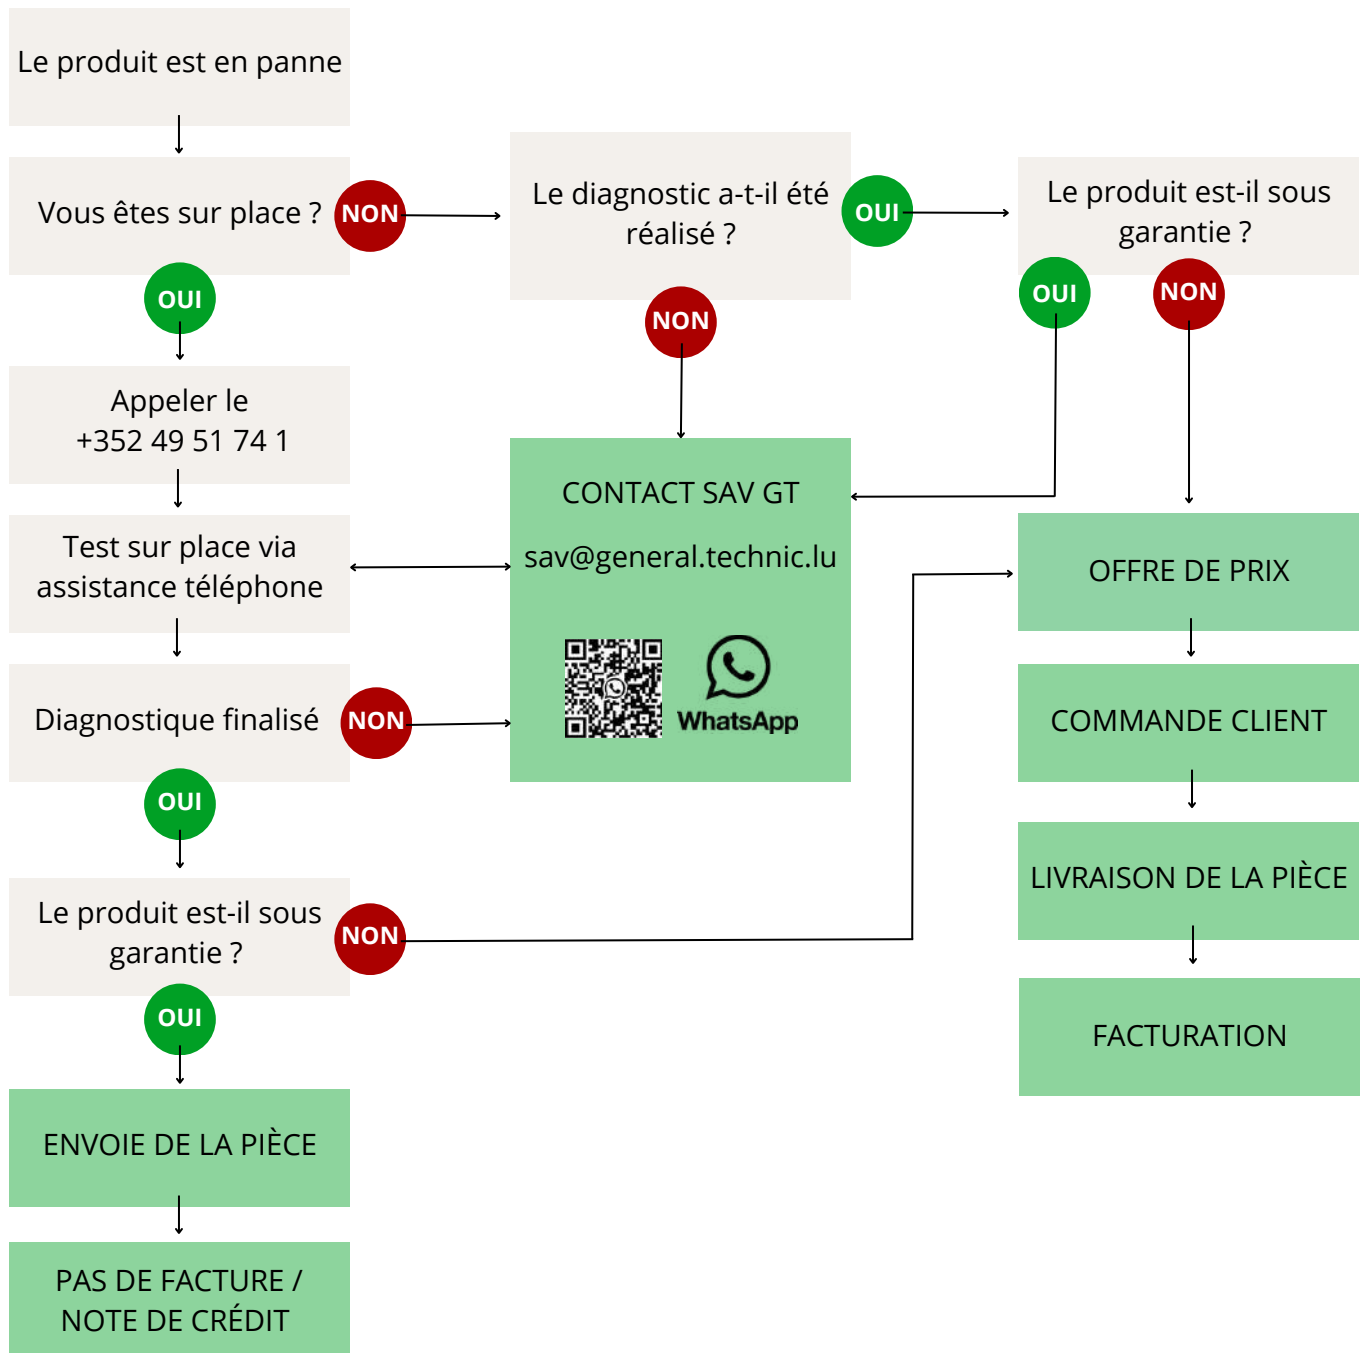 Le produit est en panne
Vous êtes sur place ?
NON
OUI
Le diagnostic a-t-il été
réalisé ?
OUI
NON
Le produit est-il sous
garantie ?
OUI
NON
Appeler le
+352 49 51 74 1
Test sur place via
assistance téléphone
Diagnostique finalisé
NON
OUI
CONTACT SAV GT
sav@general.technic.lu
WhatsApp
Le produit est-il sous
garantie ?
NON
OUI
ENVOIE DE LA PIÈCE
PAS DE FACTURE /
NOTE DE CRÉDIT
OFFRE DE PRIX
COMMANDE CLIENT
LIVRAISON DE LA PIÈCE
FACTURATION